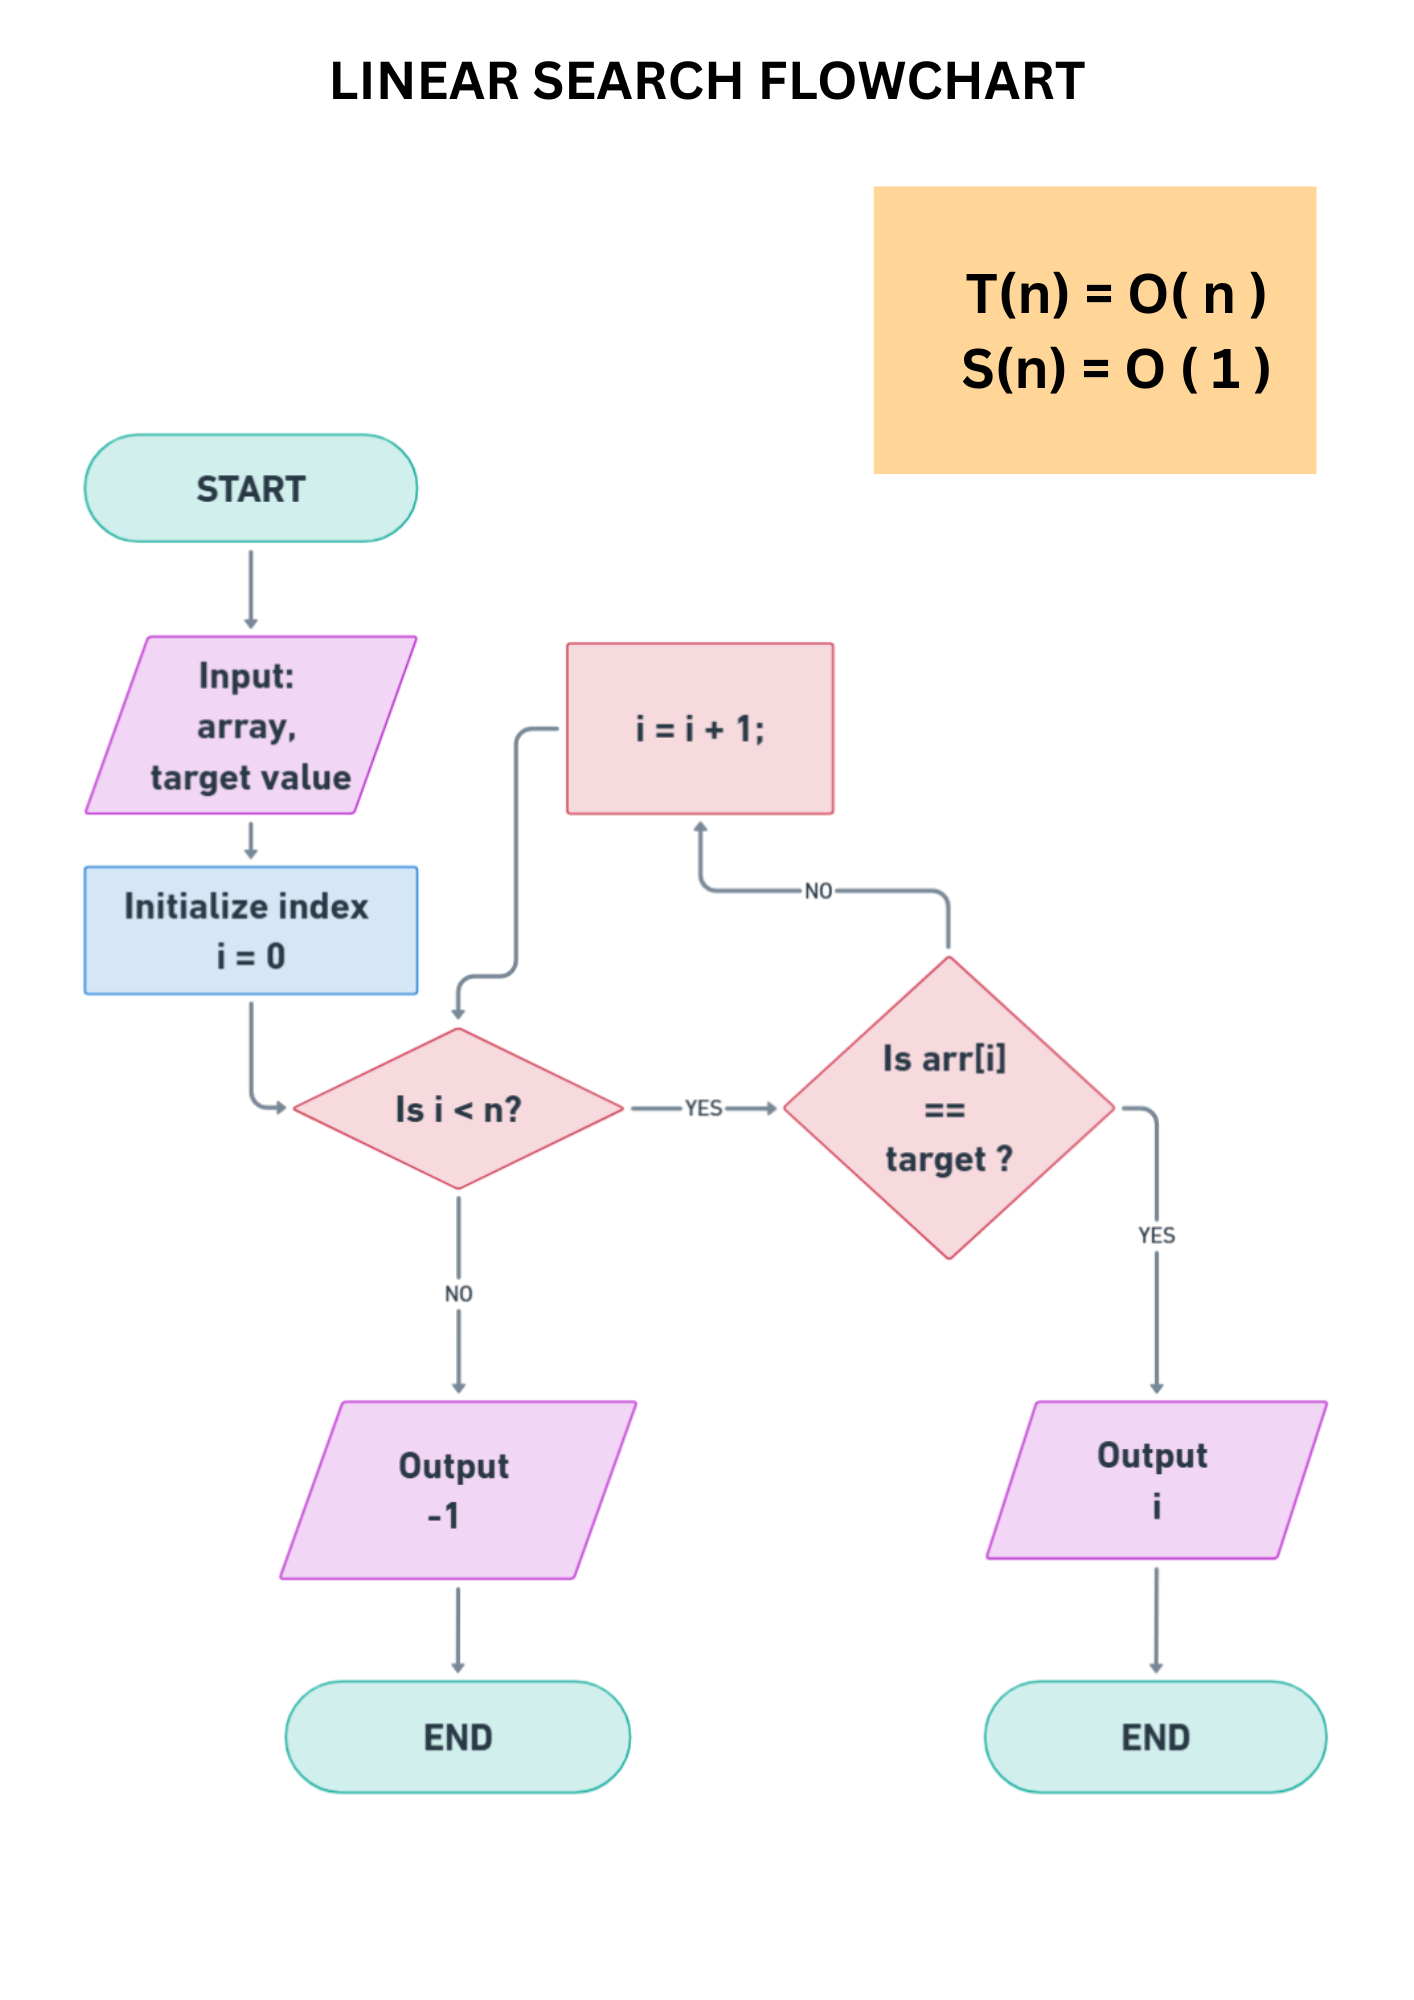 LINEAR SEARCH FLOWCHART
T(n) = O( n )
S(n) = O ( 1 )
START
Input:
array,
target value
Initialize index
i = 0
i = i + 1;
NO
Is i < n?
YES
Is arr[i]
==
target ?
YES
NO
Output
-1
Output
i
END
END